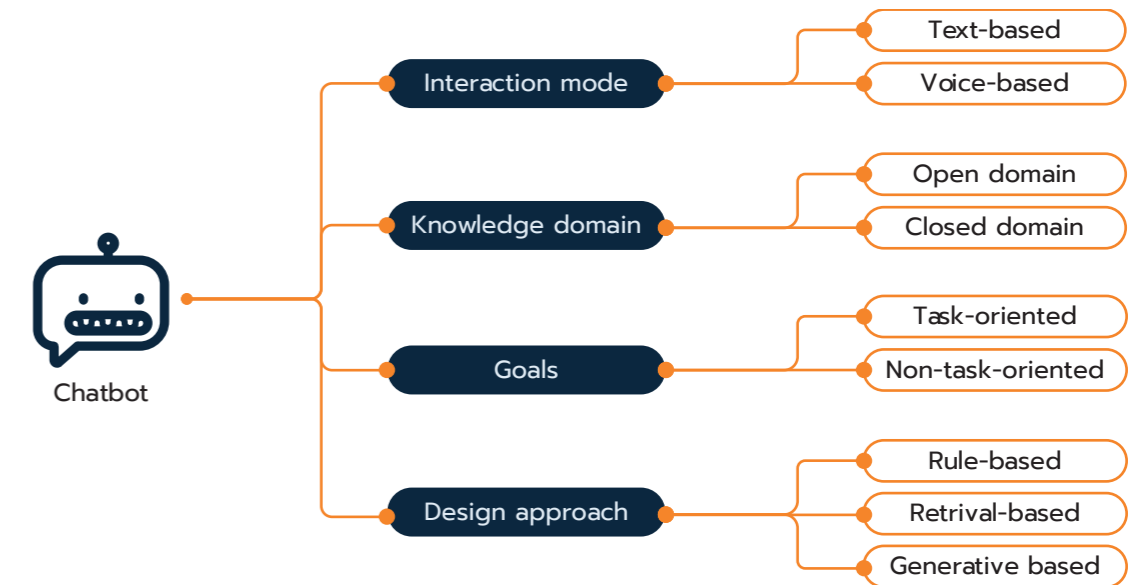 Text-based
Interaction mode
Voice-based
Open domain
Knowledge domain
Closed domain
Chatbot
Task-oriented
Goals
Non-task-oriented
Rule-based
Design approach
Retrival-based
Generative based